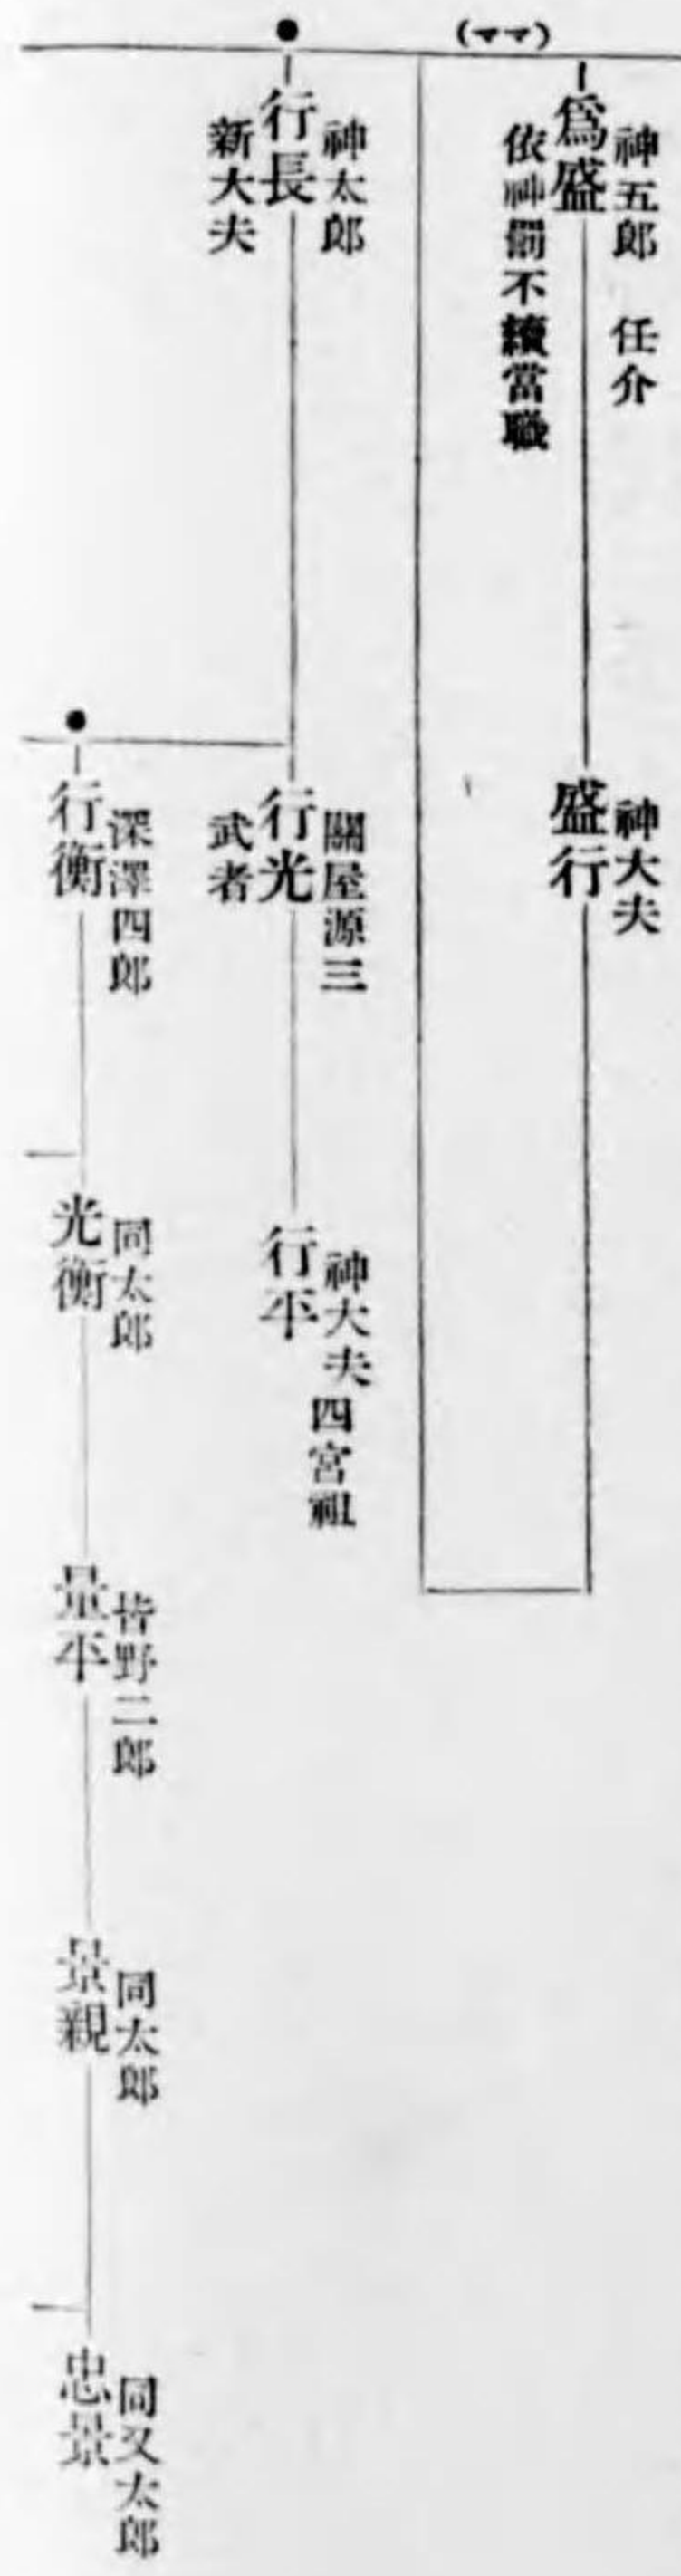 神五郎 任介
爲盛
依神罰不續當職
神大夫
盛行
(ママ)
●
神太郎
行長
新大夫
關屋源三
行光
武者
神大夫四宮祖
行平
●
深澤四郎
行衡
同太郎
光衡
皆野二郎
量平
同太郎
景親
同又太郎
忠景